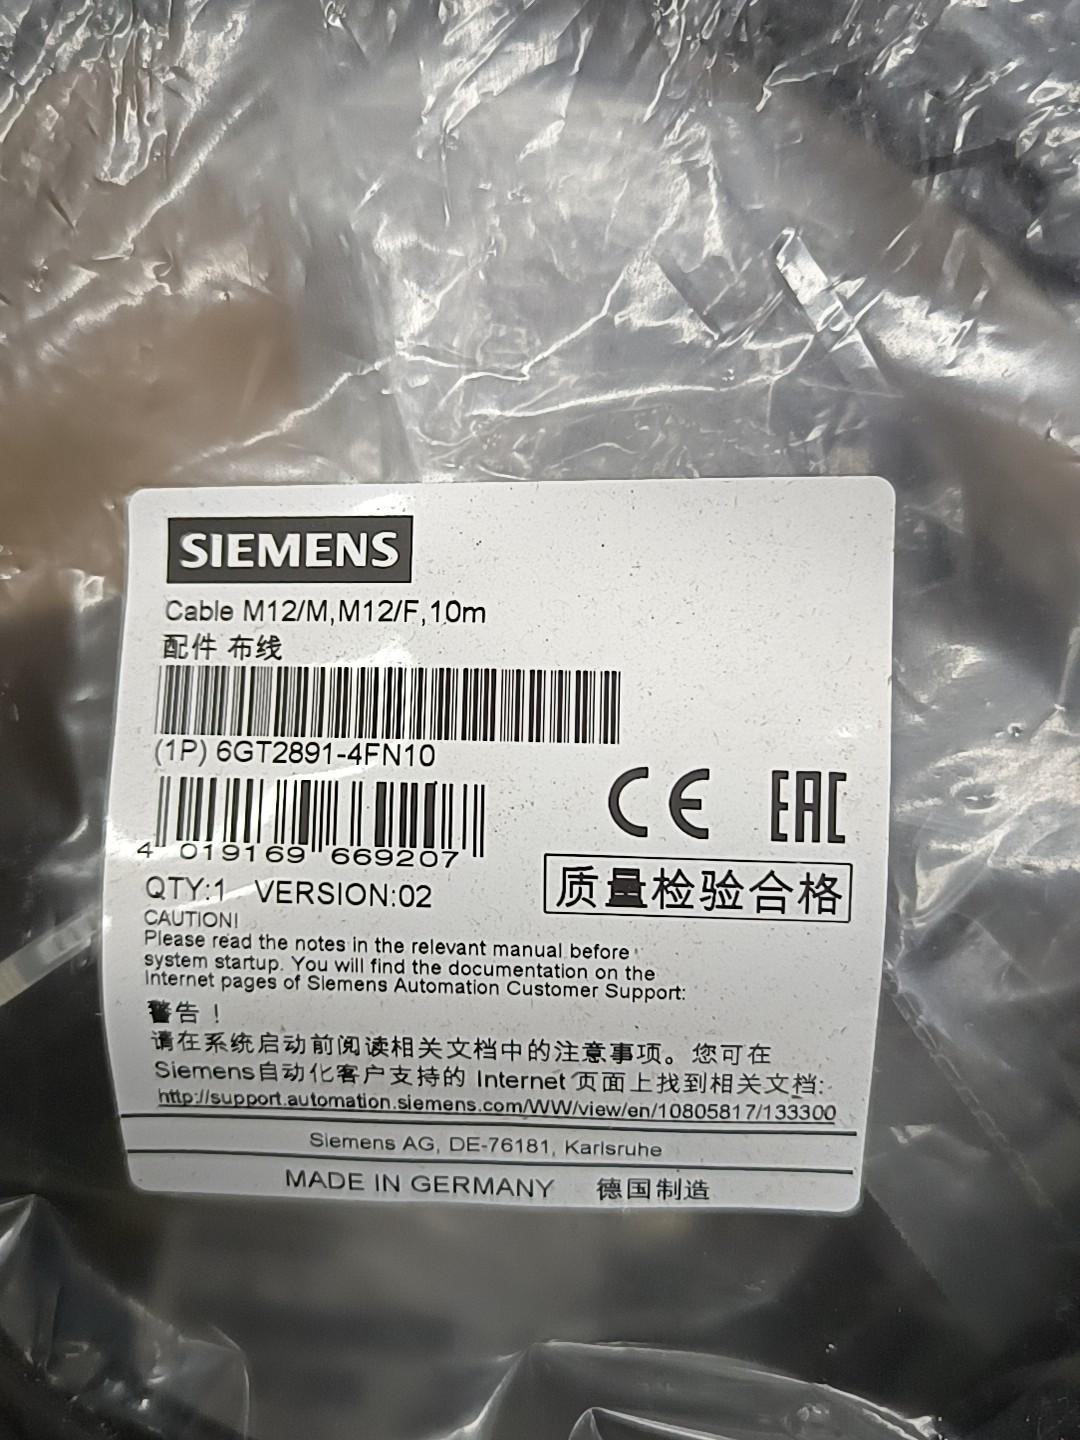 SIEMENS
Cable M12/M,M12/F,10m
配件 布线
(1P) 6GT2891-4FN10
4 019169 669207
CE EAC
QTY:1 VERSION:02
质量检验合格
CAUTION!
Please read the notes in the relevant manual before
system startup. You will find the documentation on the
Internet pages of Siemens Automation Customer Support:
警告！
请在系统启动前阅读相关文档中的注意事项。您可在
Siemens自动化客户支持的 Internet 页面上找到相关文档:
http://support.automation.siemens.com/WW/view/en/10805817/133300
Siemens AG, DE-76181, Karlsruhe
MADE IN GERMANY 德国制造